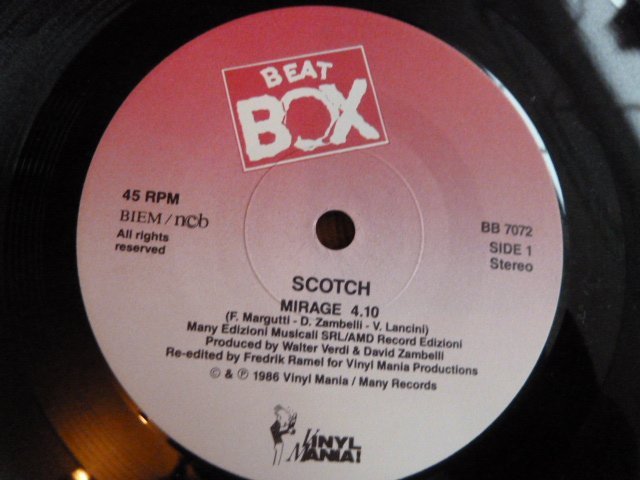 BEAT
BOX
45 RPM
BIEM/ncb
All rights
reserved
BB 7072
SIDE 1
Stereo
SCOTCH
MIRAGE 4.10
(F. Margutti - D. Zambelli - V. Lancini)
Many Edizioni Musicali SRL/AMD Record Edizioni
Produced by Walter Verdi & David Zambelli
Re-edited by Fredrik Ramel for Vinyl Mania Productions
© & ℗ 1986 Vinyl Mania / Many Records
VINYL
MANIA!